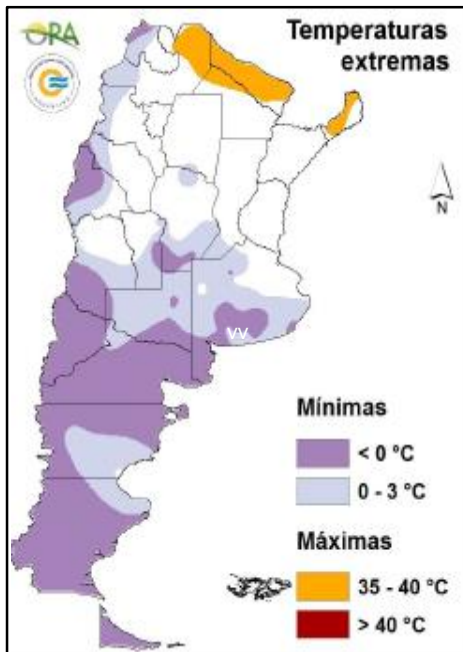 ORA
Temperaturas
extremas
N
vv
Mínimas
< 0 °C
0 - 3 °C
Máximas
35 - 40 °C
> 40 °C